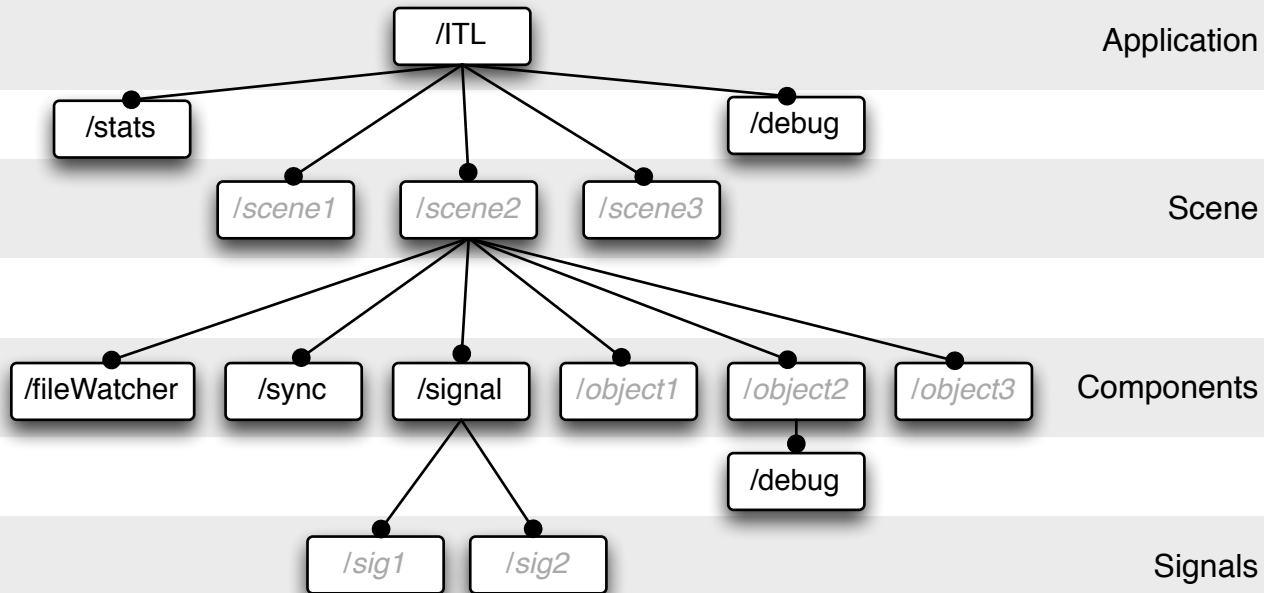 /ITL
Application
/stats
/debug
/scene1
/scene2
/scene3
Scene
/fileWatcher
/sync
/signal
/object1
/object2
/object3
Components
/debug
/sig1
/sig2
Signals